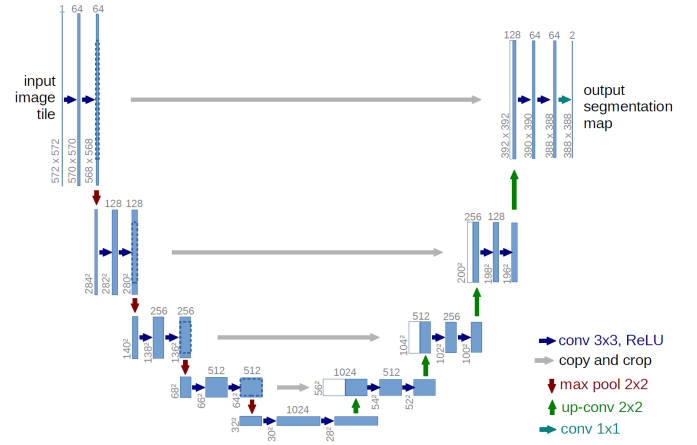 1 64 64
128 64 64 2
input
image
tile
output
segmentation
map
572 x 572
570 x 570
568 x 568
392 x 392
390 x 390
388 x 388
388 x 388
128 128
256 128
284²
282²
280²
200²
198²
196²
256 256
512 256
140²
138²
136²
104²
102²
100²
512 512
1024 512
68²
66²
64²
56²
54²
52²
1024
32²
30²
28²
conv 3x3, ReLU
copy and crop
max pool 2x2
up-conv 2x2
conv 1x1